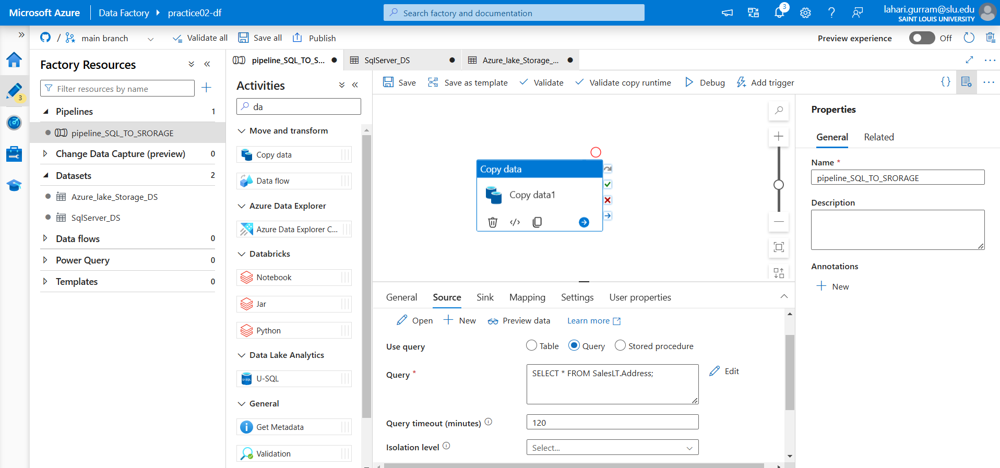 Microsoft Azure
Data Factory
practice02-df
Search factory and documentation
3
lahari.gurram@slu.edu
SAINT LOUIS UNIVERSITY
/
main branch
Validate all
Save all
Publish
Preview experience
Off
3
Factory Resources
Filter resources by name
Pipelines
1
pipeline_SQL_TO_SRORAGE
Change Data Capture (preview)
0
Datasets
2
Azure_lake_Storage_DS
SqlServer_DS
Data flows
0
Power Query
0
Templates
0
pipeline_SQL_TO_S...
SqlServer_DS
Azure_lake_Storage_...
Activities
da
Move and transform
Copy data
Data flow
Azure Data Explorer
Azure Data Explorer C...
Databricks
Notebook
Jar
Python
Data Lake Analytics
U-SQL
U-SQL
General
Get Metadata
Validation
Save
Save as template
Validate
Validate copy runtime
Debug
Add trigger
{}
Copy data
Copy data1
</>
General
Source
Sink
Mapping
Settings
User properties
Open
New
Preview data
Learn more
Use query
Table
Query
Stored procedure
Query *
SELECT * FROM SalesLT.Address;
Edit
Query timeout (minutes)
120
Isolation level
Select...
Properties
General
Related
Name *
pipeline_SQL_TO_SRORAGE
Description
Annotations
New